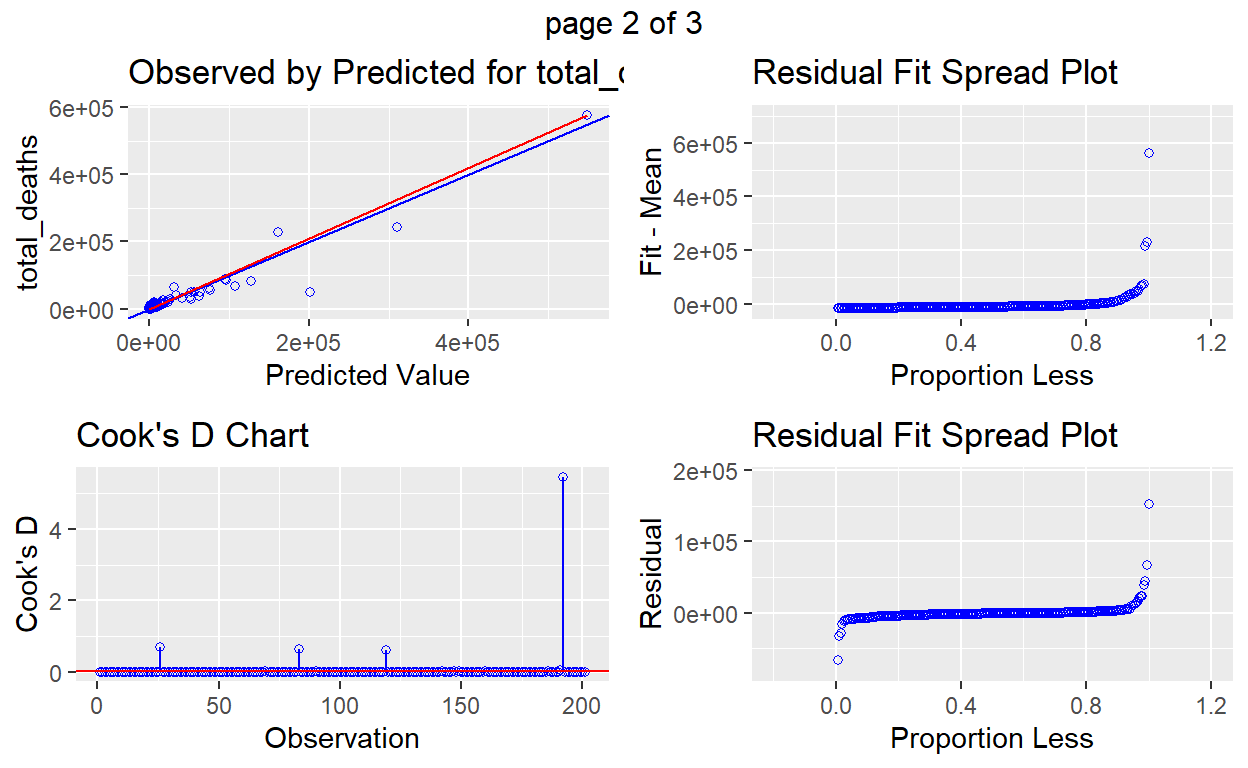 page 2 of 3
Observed by Predicted for total_
total_deaths
6e+05
4e+05
2e+05
0e+00
0e+00 2e+05 4e+05
Predicted Value
Residual Fit Spread Plot
Fit - Mean
6e+05
4e+05
2e+05
0e+00
0.0 0.4 0.8 1.2
Proportion Less
Cook's D Chart
Cook's D
4
2
0
0 50 100 150 200
Observation
Residual Fit Spread Plot
Residual
2e+05
1e+05
0e+00
0.0 0.4 0.8 1.2
Proportion Less